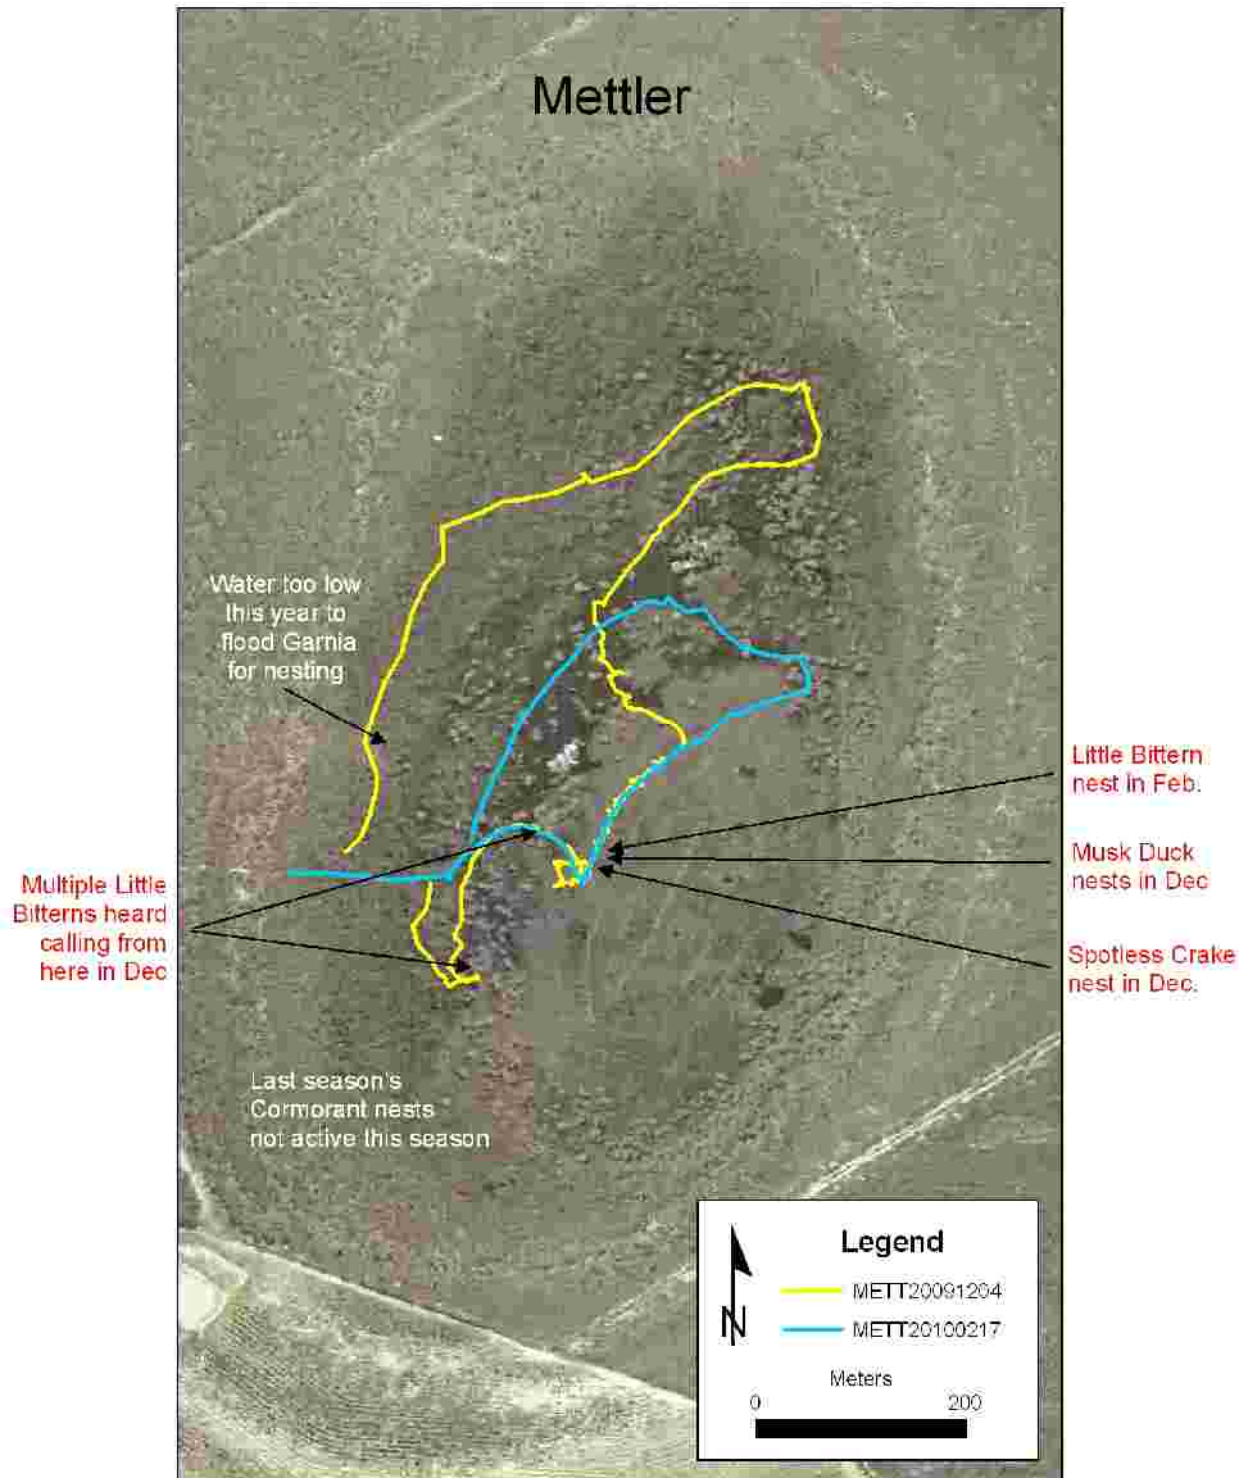 Mettler
Water too low
this year to
flood Garnia
for nesting
Little Bittern
nest in Feb.
Musk Duck
nests in Dec
Spotless Crake
nest in Dec.
Multiple Little
Bitterns heard
calling from
here in Dec
Last season's
Cormorant nests
not active this season
Legend
METT20091204
METT20100217
N
Meters
0 200